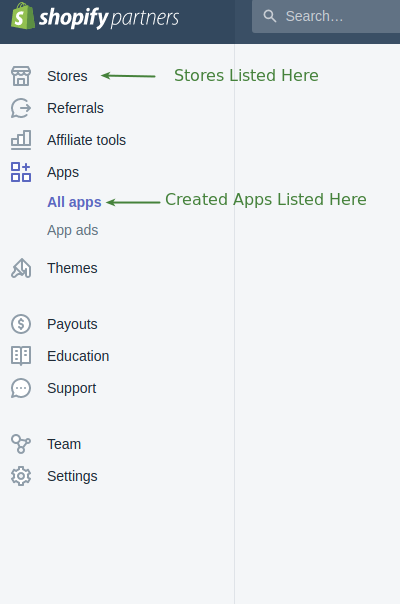 shopify partners
Search...
Stores
Stores Listed Here
Referrals
Affiliate tools
Apps
All apps
Created Apps Listed Here
App ads
Themes
Payouts
Education
Support
Team
Settings